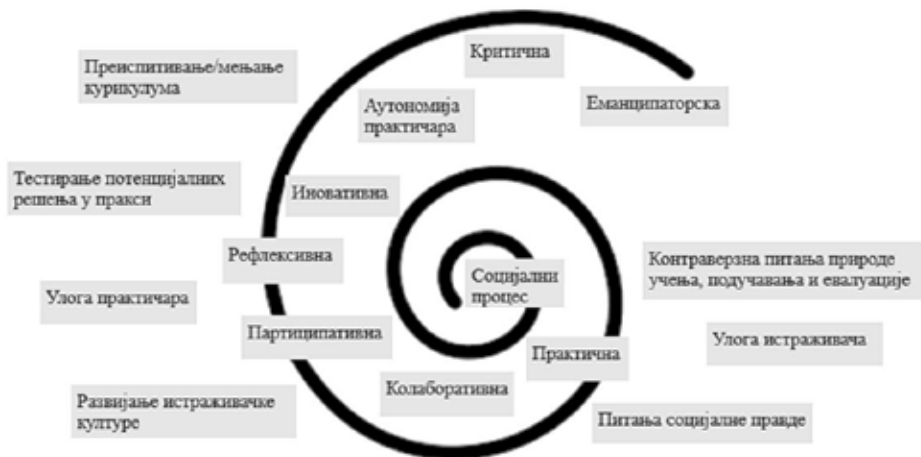 Критична
Преиспитивање/мењање
курикулума
Еманципаторска
Аутономија
практичара
Тестирање потенцијалних
решења у пракси
Иновативна
Рефлексивна
Контраверзна питања природе
учења, подучавања и евалуације
Социјални
процес
Улога практичара
Партиципативна
Улога истраживача
Практична
Колаборативна
Развијање истраживачке
културе
Питања социјалне правде